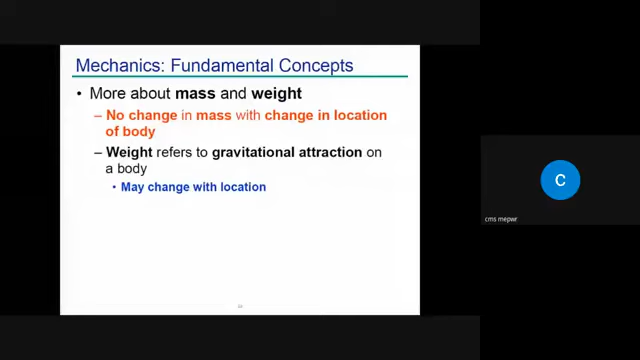 Mechanics: Fundamental Concepts
• More about mass and weight
– No change in mass with change in location
of body
– Weight refers to gravitational attraction on
a body
• May change with location
C
cms mepwr